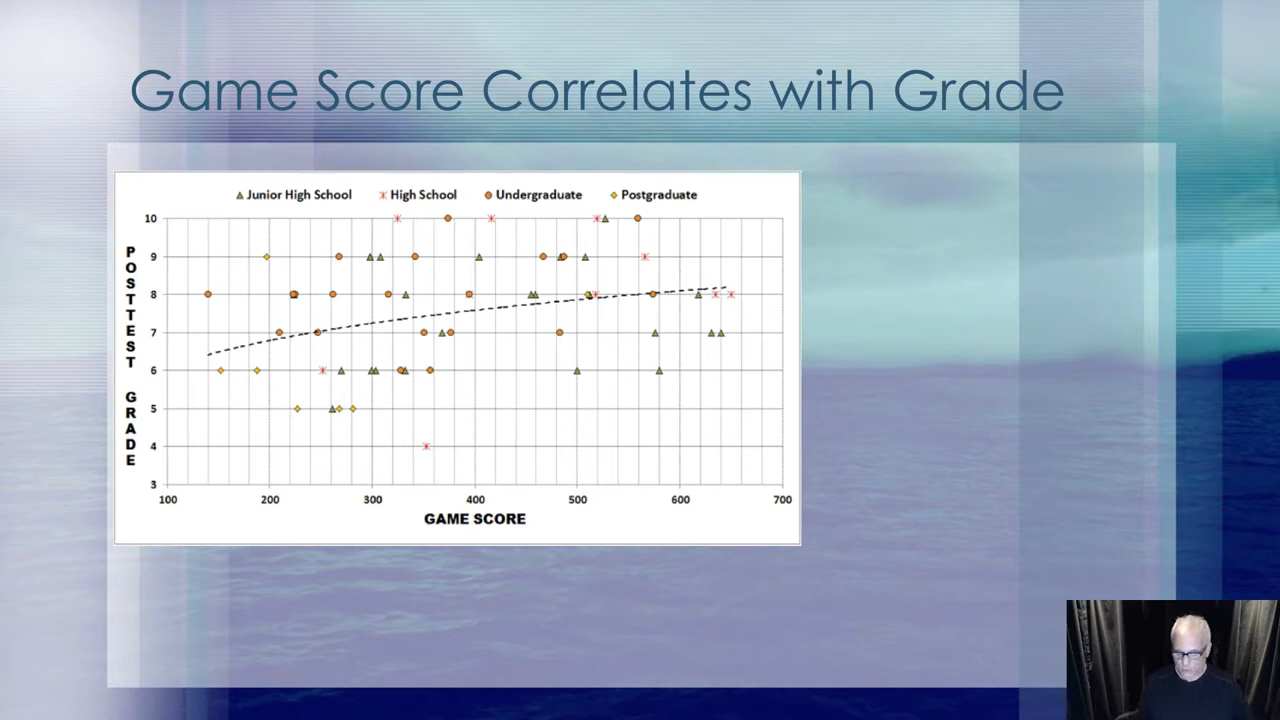 Game Score Correlates with Grade
Junior High School High School Undergraduate Postgraduate
POSTTEST GRADE
10
9
8
7
6
5
4
3
100 200 300 400 500 600 700
GAME SCORE